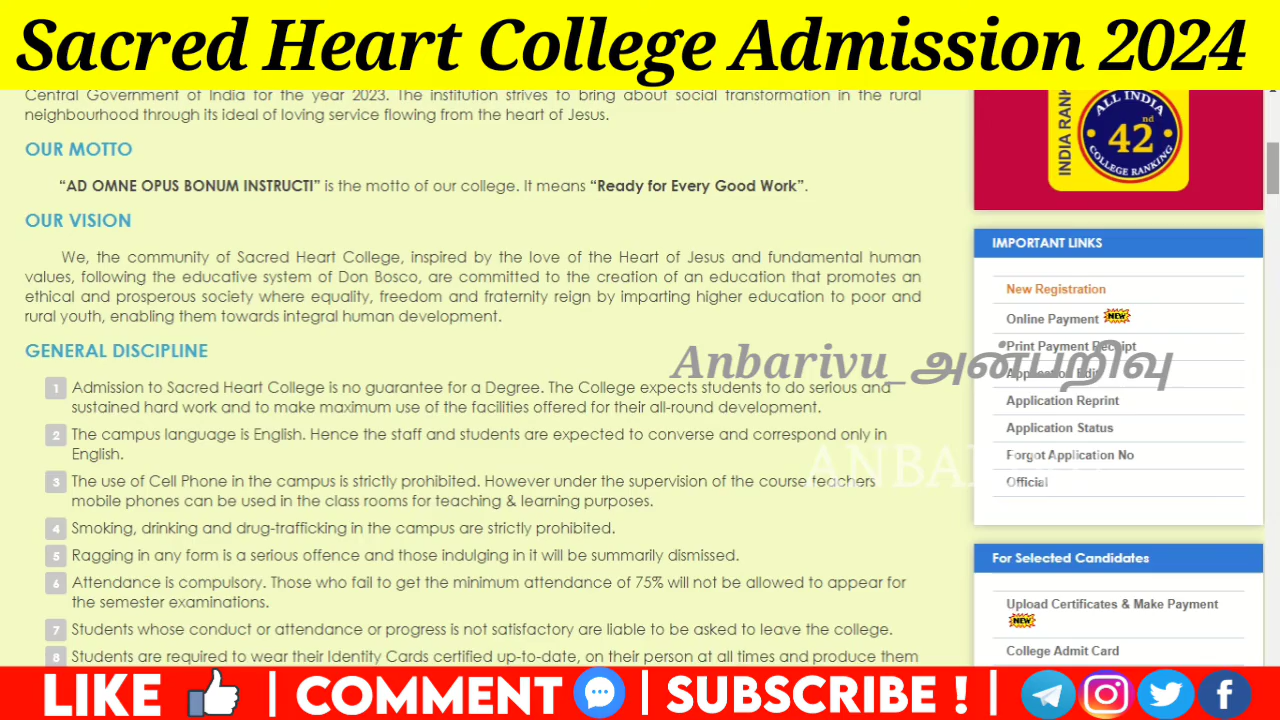 Sacred Heart College Admission 2024
Central Government of India for the year 2023. The institution strives to bring about social transformation in the rural
neighbourhood through its ideal of loving service flowing from the heart of Jesus.
OUR MOTTO
“AD OMNE OPUS BONUM INSTRUCTI” is the motto of our college. It means “Ready for Every Good Work”.
OUR VISION
We, the community of Sacred Heart College, inspired by the love of the Heart of Jesus and fundamental human
values, following the educative system of Don Bosco, are committed to the creation of an education that promotes an
ethical and prosperous society where equality, freedom and fraternity reign by imparting higher education to poor and
rural youth, enabling them towards integral human development.
GENERAL DISCIPLINE
1 Admission to Sacred Heart College is no guarantee for a Degree. The College expects students to do serious and
sustained hard work and to make maximum use of the facilities offered for their all-round development.
2 The campus language is English. Hence the staff and students are expected to converse and correspond only in
English.
3 The use of Cell Phone in the campus is strictly prohibited. However under the supervision of the course teachers
mobile phones can be used in the class rooms for teaching & learning purposes.
4 Smoking, drinking and drug-trafficking in the campus are strictly prohibited.
5 Ragging in any form is a serious offence and those indulging in it will be summarily dismissed.
6 Attendance is compulsory. Those who fail to get the minimum attendance of 75% will not be allowed to appear for
the semester examinations.
7 Students whose conduct or attendance or progress is not satisfactory are liable to be asked to leave the college.
8 Students are required to wear their Identity Cards certified up-to-date, on their person at all times and produce them
INDIA RANK
ALL INDIA
42nd
COLLEGE RANKING
IMPORTANT LINKS
New Registration
Online Payment NEW
Print Payment Receipt
Anbarivu_அன்பறிவு
Application Edit
Application Reprint
Application Status
Forgot Application No
Official
For Selected Candidates
Upload Certificates & Make Payment
NEW
College Admit Card
LIKE | COMMENT | SUBSCRIBE ! |